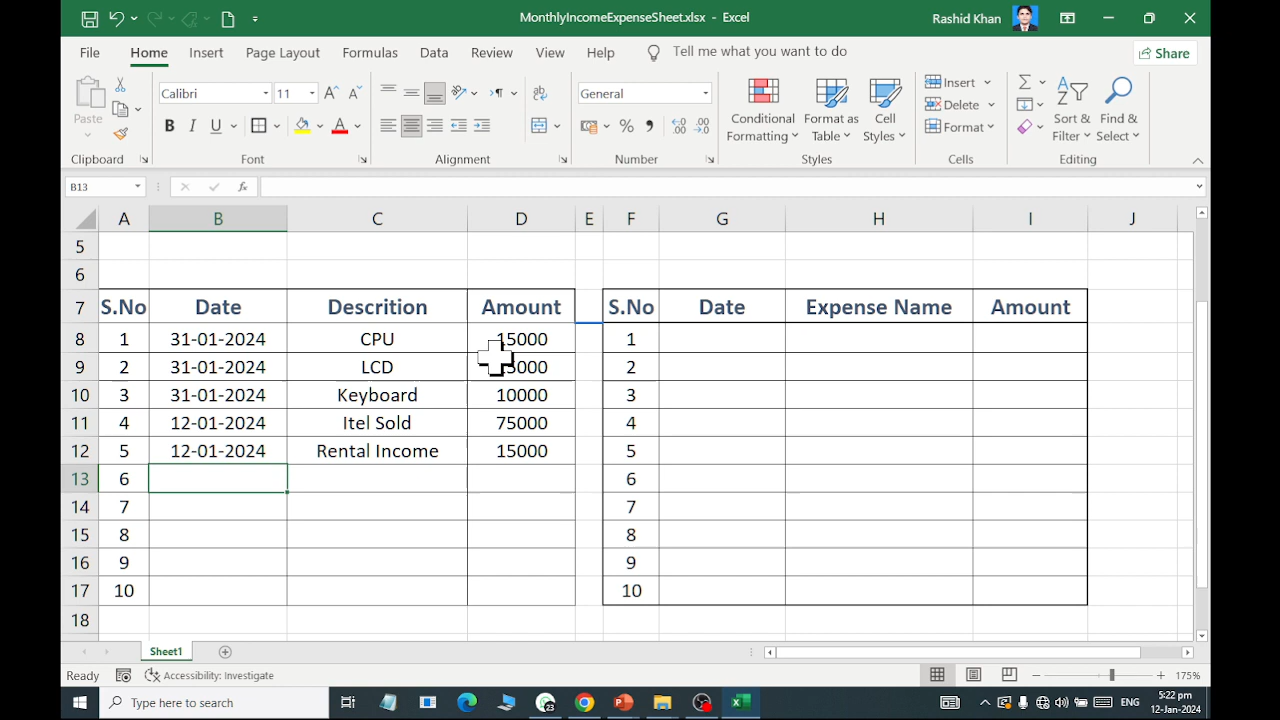 MonthlyIncomeExpenseSheet.xlsx - Excel
Rashid Khan
File Home Insert Page Layout Formulas Data Review View Help Tell me what you want to do Share
Paste
Clipboard
Calibri 11
B I U
Font
Alignment
General
Number
Conditional Formatting
Format as Table
Cell Styles
Styles
Insert
Delete
Format
Cells
Sort & Filter
Find & Select
Editing
B13 fx
A B C D E F G H I J
5
6
7 S.No Date Descrition Amount S.No Date Expense Name Amount
8 1 31-01-2024 CPU 15000 1
9 2 31-01-2024 LCD 5000 2
10 3 31-01-2024 Keyboard 10000 3
11 4 12-01-2024 Itel Sold 75000 4
12 5 12-01-2024 Rental Income 15000 5
13 6 6
14 7 7
15 8 8
16 9 9
17 10 10
18
Sheet1
Ready Accessibility: Investigate 175%
Type here to search
ENG
5:22 pm
12-Jan-2024